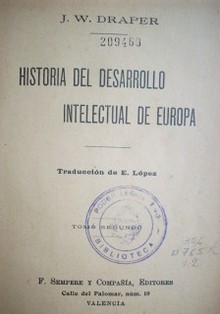 J. W. DRAPER
209460
HISTORIA DEL DESARROLLO
INTELECTUAL DE EUROPA
Traducción de E. López
TOMO SEGUNDO
BIBLIOTECA
F. SEMPERE Y COMPAÑÍA, EDITORES
Calle del Palomar, núm. 10
VALENCIA